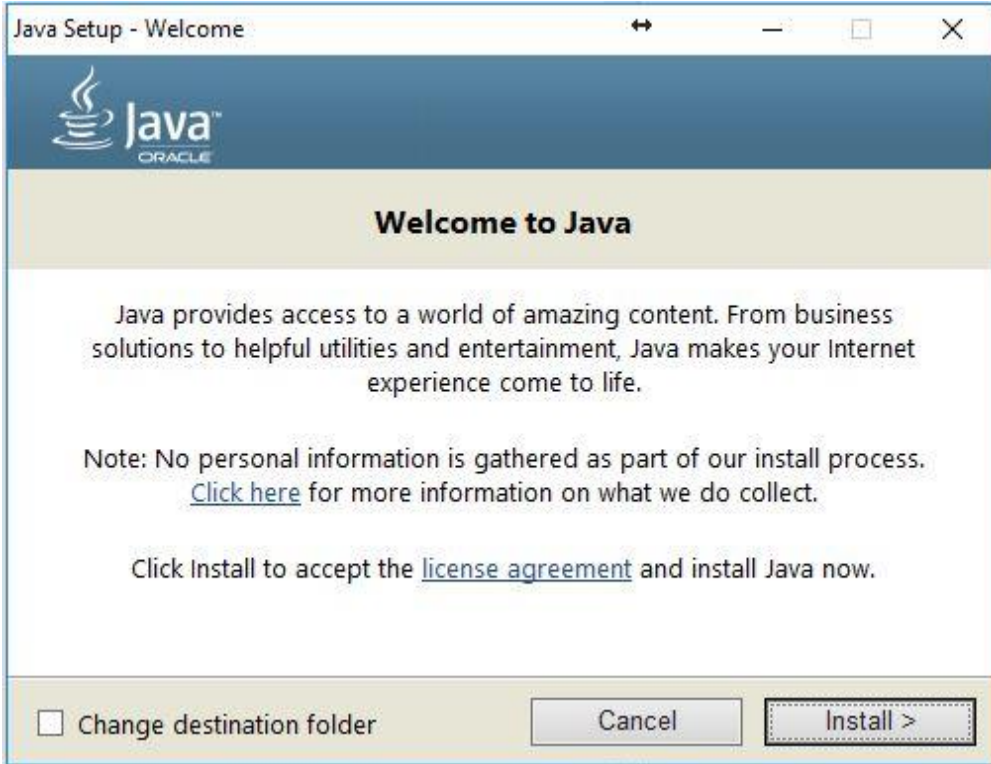 Java Setup - Welcome
Java™
ORACLE
Welcome to Java
Java provides access to a world of amazing content. From business
solutions to helpful utilities and entertainment, Java makes your Internet
experience come to life.
Note: No personal information is gathered as part of our install process.
Click here for more information on what we do collect.
Click Install to accept the license agreement and install Java now.
Change destination folder
Cancel
Install >